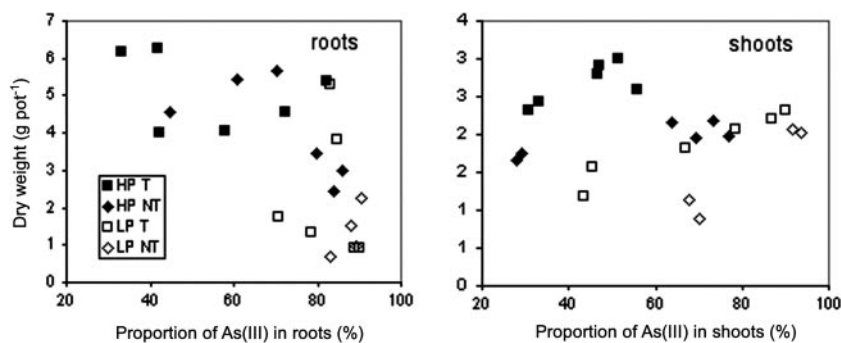 roots
Dry weight (g pot⁻¹)
7
6
5
4
3
2
1
0
HP T
HP NT
LP T
LP NT
20 40 60 80 100
Proportion of As(III) in roots (%)
shoots
4
3
3
2
2
1
1
0
20 40 60 80 100
Proportion of As(III) in shoots (%)